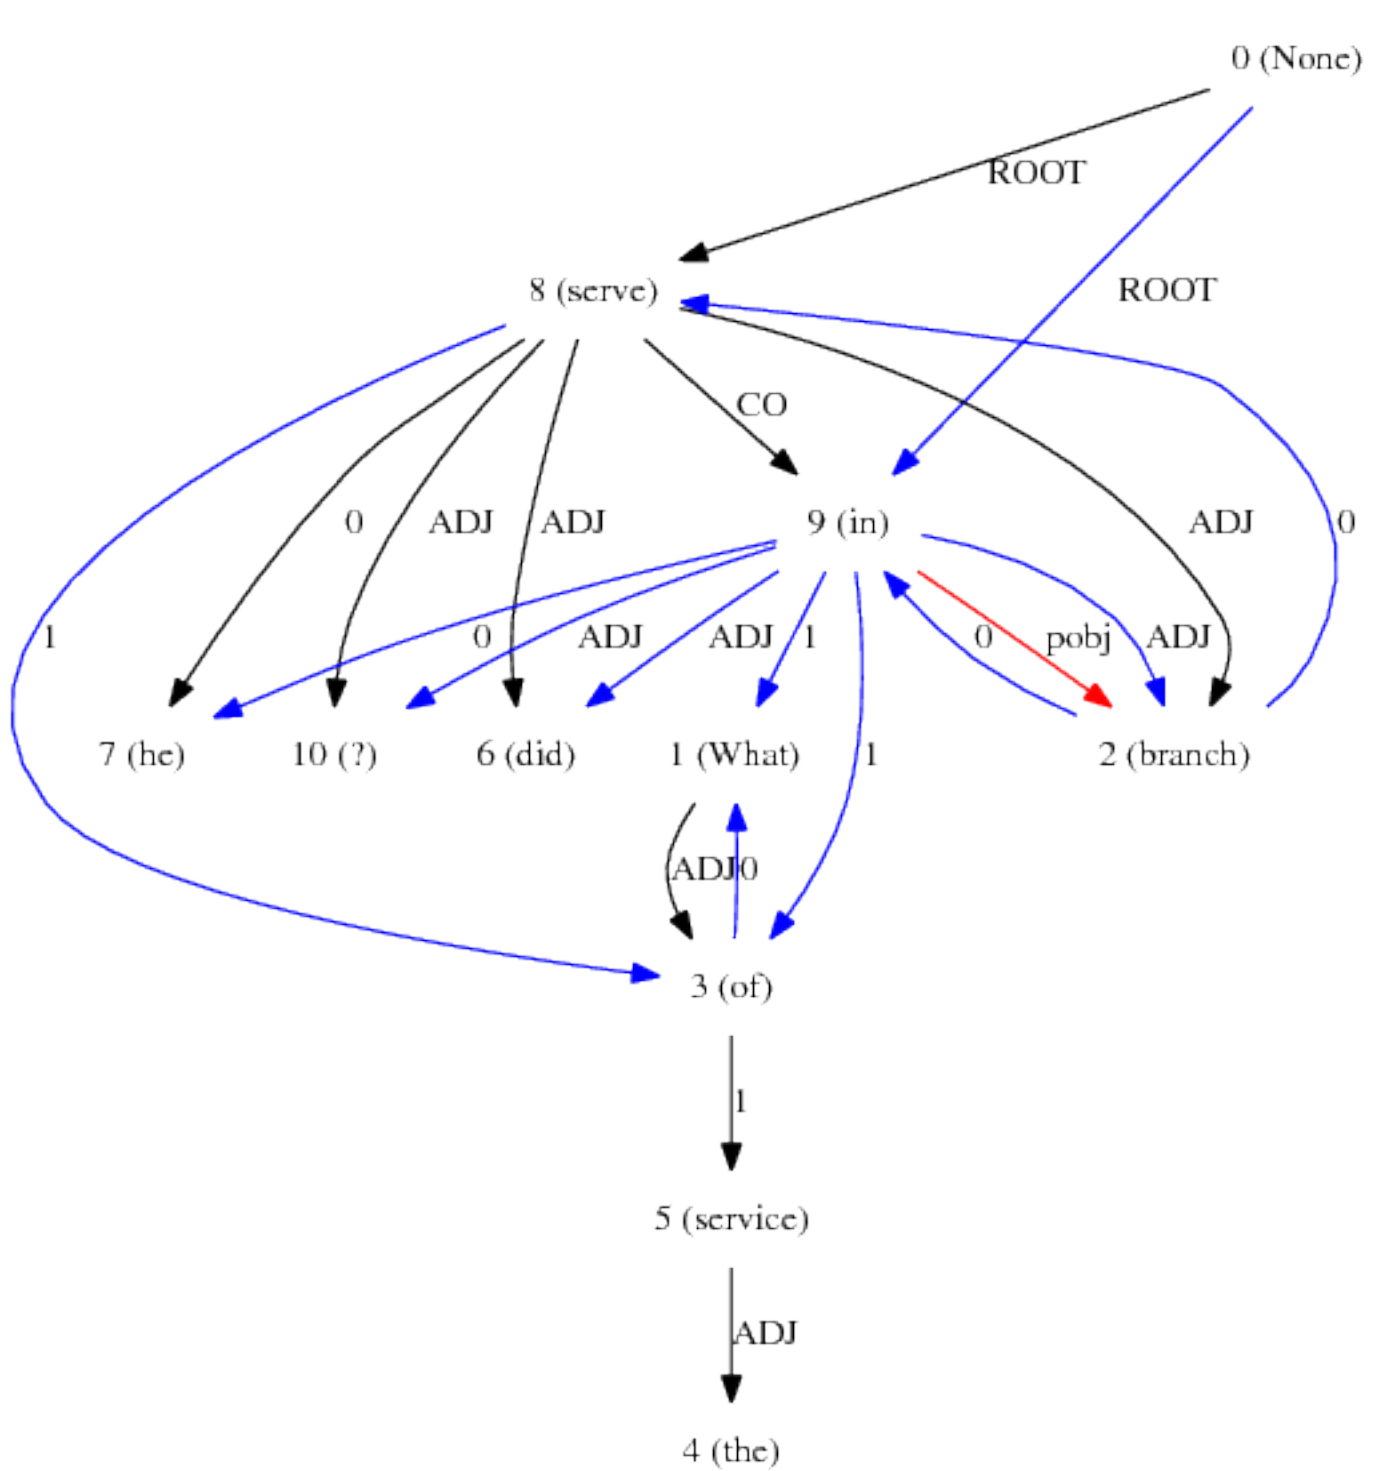 0 (None)
ROOT
8 (serve)
ROOT
CO
0
ADJ
ADJ
9 (in)
ADJ
0
1
0
ADJ
ADJ
1
0
pobj
ADJ
7 (he)
10 (?)
6 (did)
1 (What)
1
2 (branch)
ADJ
0
3 (of)
1
5 (service)
ADJ
4 (the)